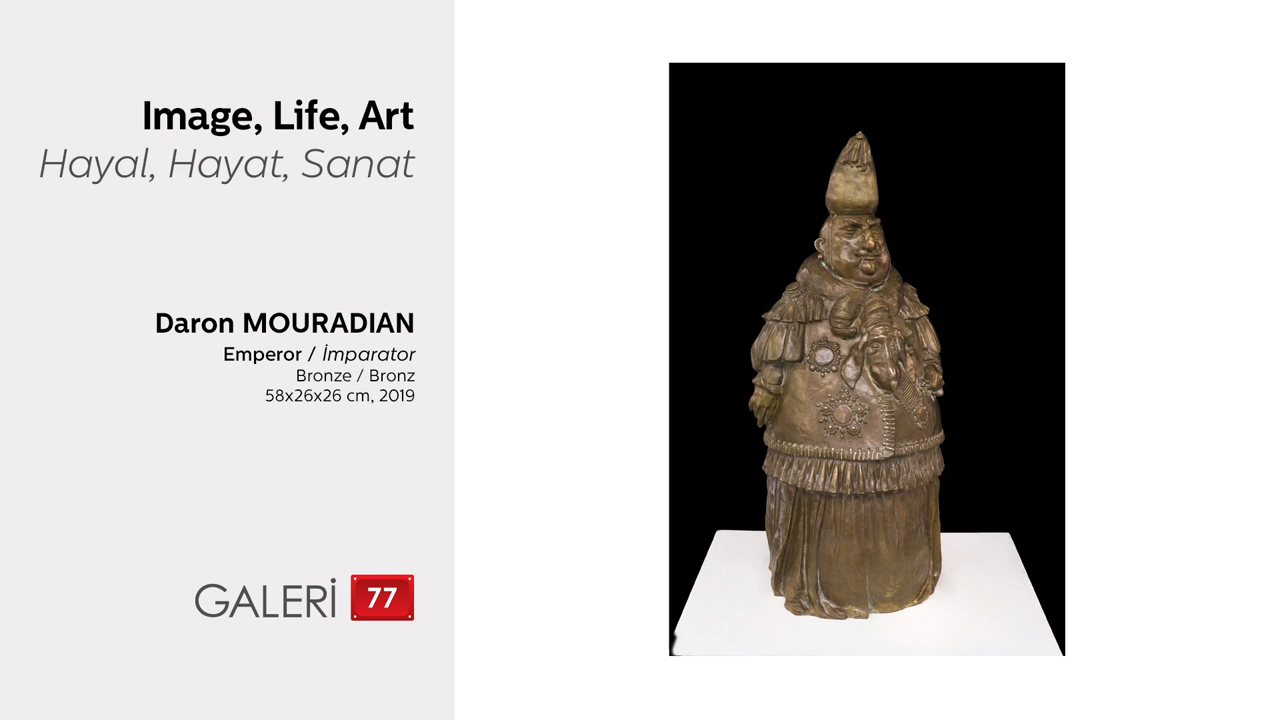 Image, Life, Art
Hayal, Hayat, Sanat
Daron MOURADIAN
Emperor / İmparator
Bronze / Bronz
58x26x26 cm, 2019
GALERİ 77